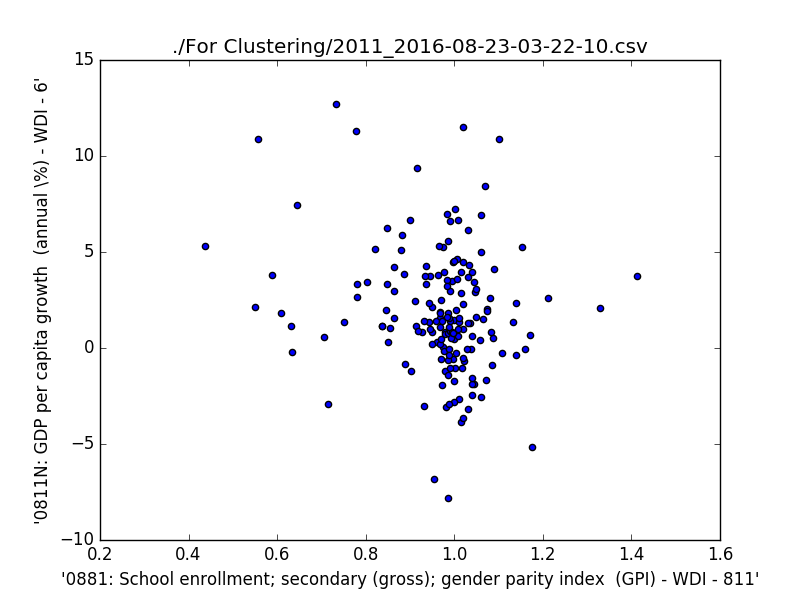 ./For Clustering/2011_2016-08-23-03-22-10.csv
'0811N: GDP per capita growth  (annual \%) - WDI - 6'
15
10
5
0
−5
−10
0.2 0.4 0.6 0.8 1.0 1.2 1.4 1.6
'0881: School enrollment; secondary (gross); gender parity index  (GPI) - WDI - 811'